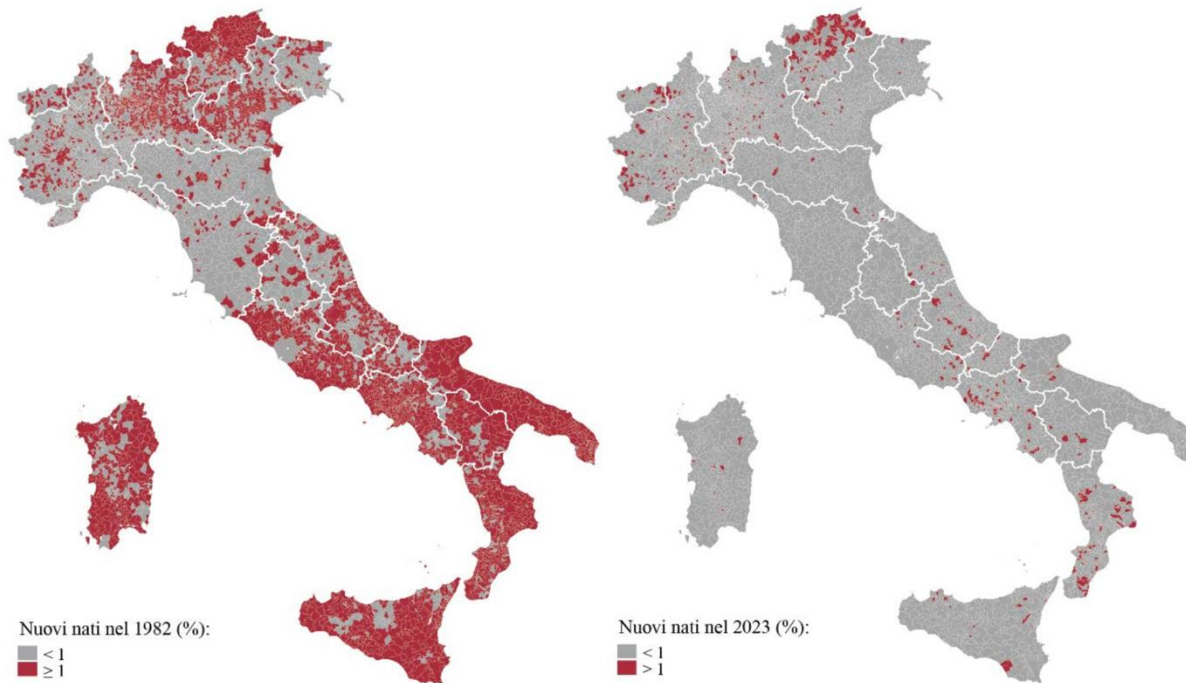 Nuovi nati nel 1982 (%):
< 1
≥ 1
Nuovi nati nel 2023 (%):
< 1
> 1